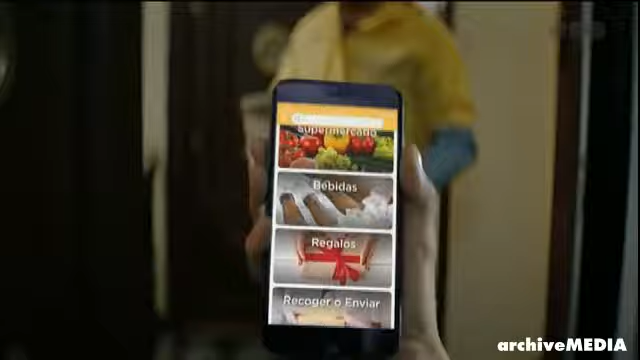 Supermercado
Bebidas
Regalos
Recoger o Enviar
archiveMEDIA